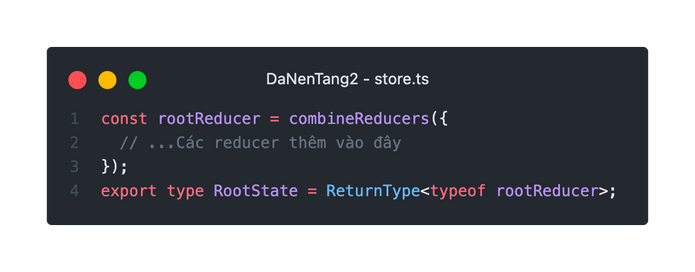 DaNenTang2 - store.ts
1 const rootReducer = combineReducers({
2   // ...Các reducer thêm vào đây
3 });
4 export type RootState = ReturnType<typeof rootReducer>;